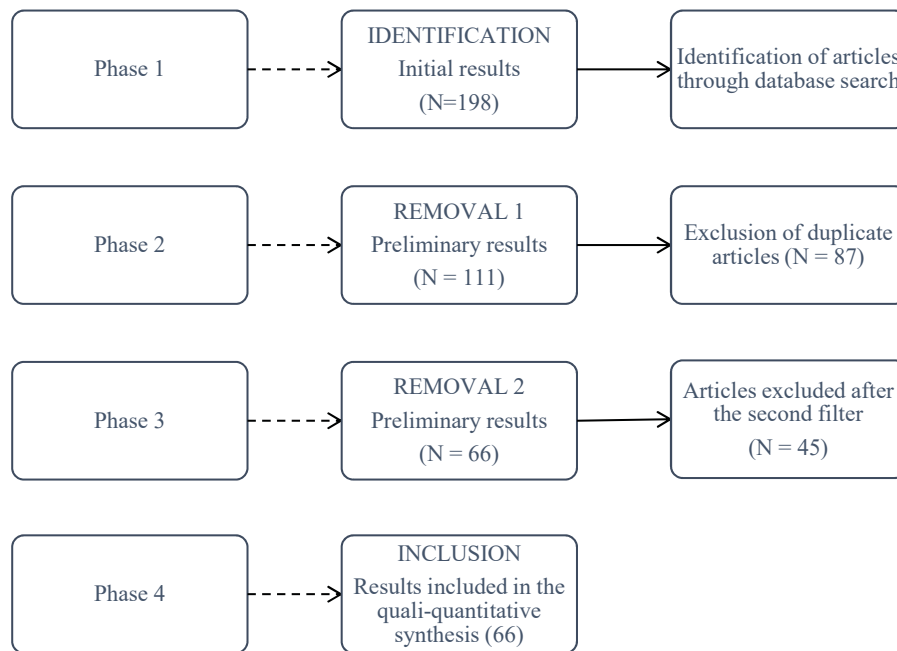 Phase 1
IDENTIFICATION
Initial results
(N=198)
Identification of articles
through database search
Phase 2
REMOVAL 1
Preliminary results
(N = 111)
Exclusion of duplicate
articles (N = 87)
Phase 3
REMOVAL 2
Preliminary results
(N = 66)
Articles excluded after
the second filter
(N = 45)
Phase 4
INCLUSION
Results included in the
quali-quantitative
synthesis (66)